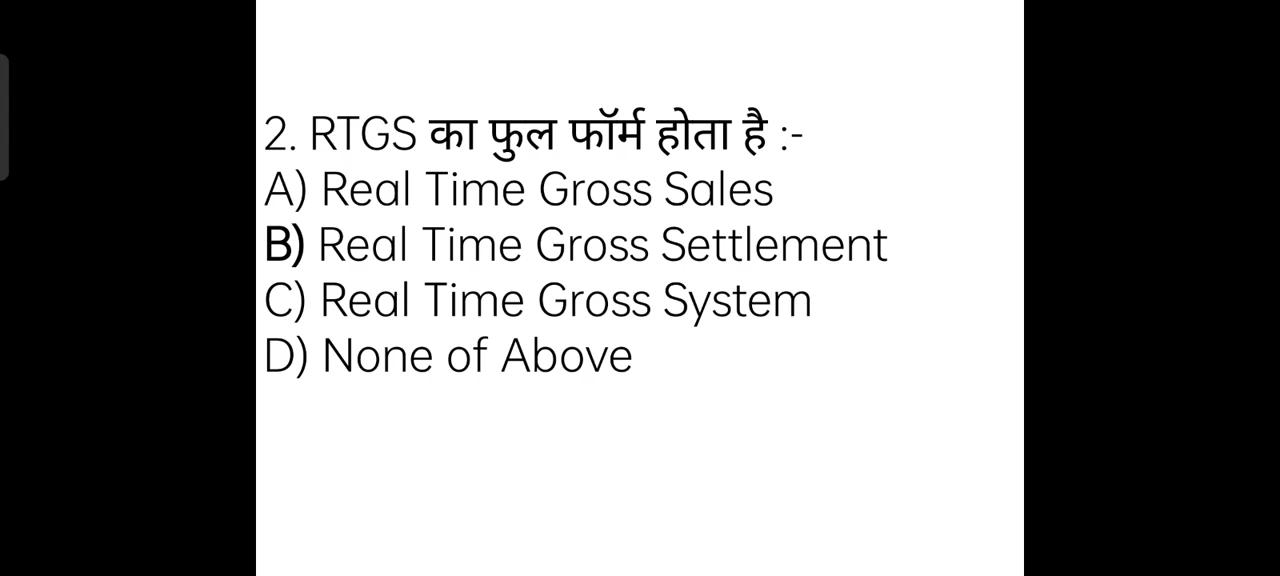 2. RTGS का फुल फॉर्म होता है :-
A) Real Time Gross Sales
B) Real Time Gross Settlement
C) Real Time Gross System
D) None of Above